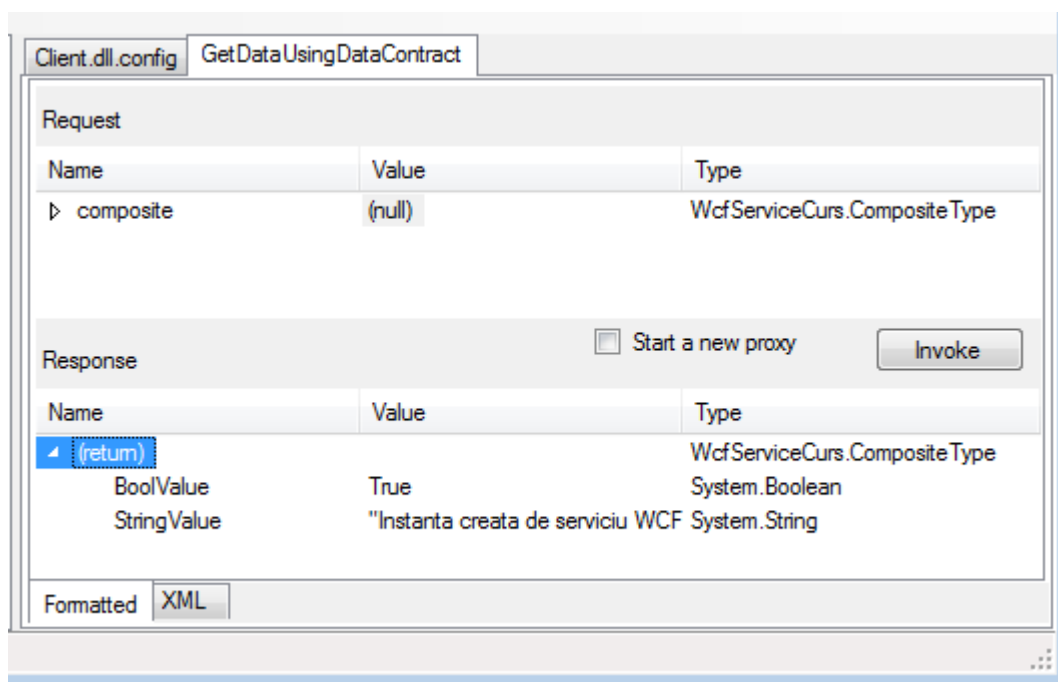 Client.dll.config GetDataUsingDataContract
Request
Name Value Type
composite (null) WcfServiceCurs.CompositeType
Start a new proxy Invoke
Response
Name Value Type
(return) WcfServiceCurs.CompositeType
BoolValue True System.Boolean
StringValue "Instanta creata de serviciu WCF System.String
Formatted XML